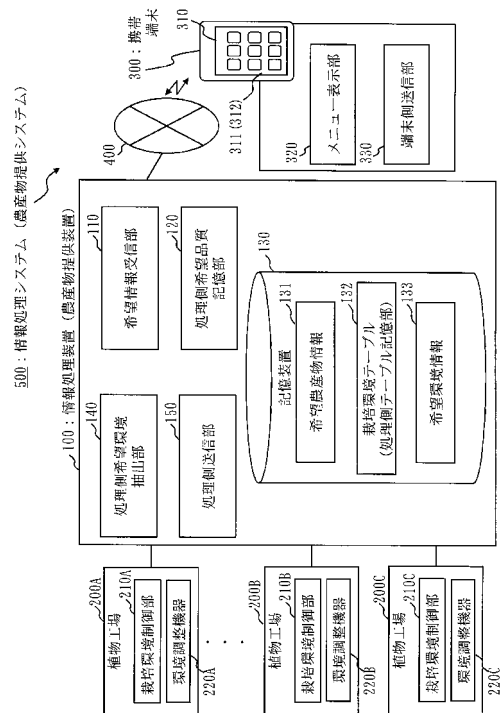 500：情報処理システム（農産物提供システム）
100：情報処理装置（農産物提供装置）
140
処理側希望環境
抽出部
150
処理側送信部
110
希望情報受信部
120
処理側希望品質
記憶部
130
記憶装置
131
希望農産物情報
132
栽培環境テーブル
(処理側テーブル記憶部)
133
希望環境情報
200A
植物工場
210A
栽培環境制御部
環境調整機器
220A
200B
植物工場
210B
栽培環境制御部
環境調整機器
220B
200C
植物工場
210C
栽培環境制御部
環境調整機器
220C
400
300：携帯
端末
310
311(312)
320
メニュー表示部
330
端末側送信部